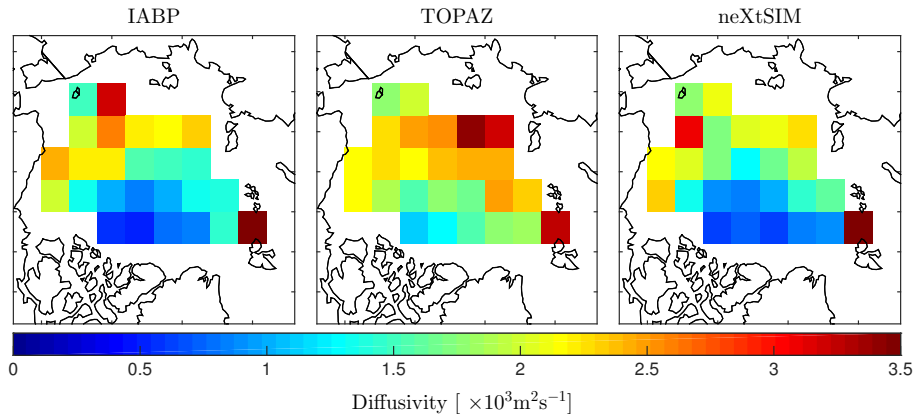 IABP TOPAZ neXtSIM
0 0.5 1 1.5 2 2.5 3 3.5
Diffusivity [ ×10³m²s⁻¹]